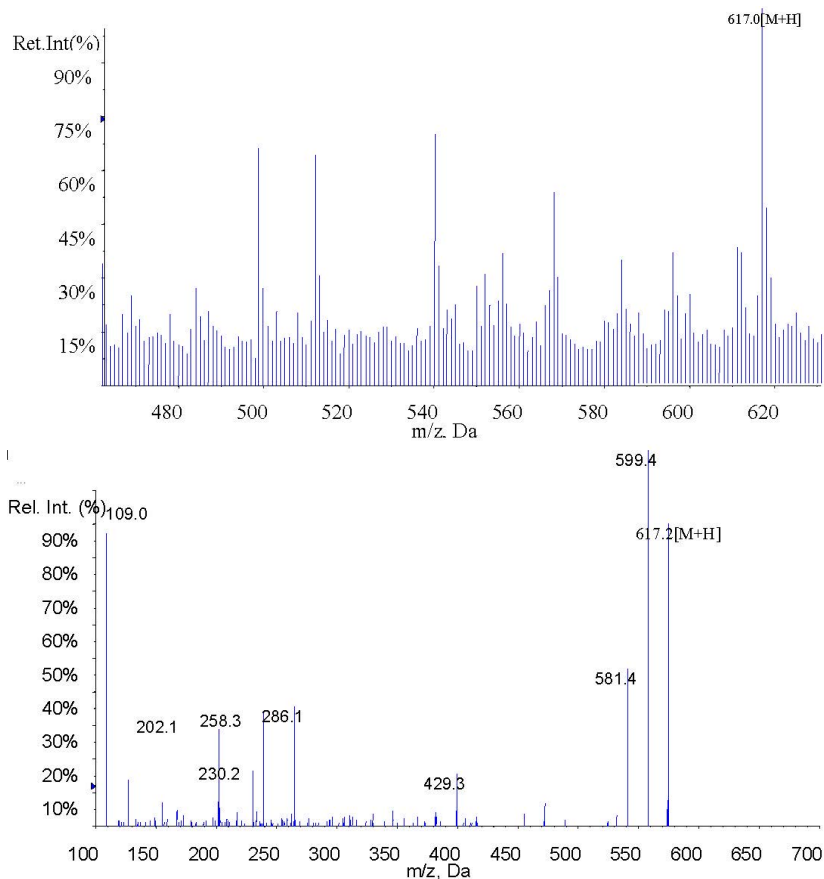 617.0[M+H]
Ret.Int(%)
90%
75%
60%
45%
30%
15%
480 500 520 540 560 580 600 620
m/z, Da
...
599.4
Rel. Int. (%)
109.0
617.2[M+H]
90%
80%
70%
60%
50%
581.4
40%
202.1 258.3 286.1
30%
230.2
429.3
20%
10%
100 150 200 250 300 350 400 450 500 550 600 650 700
m/z, Da